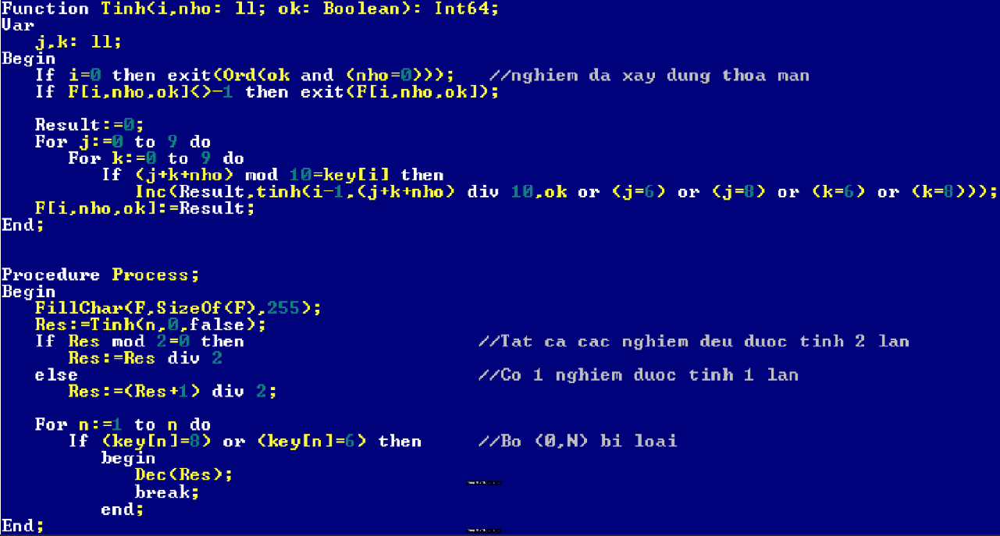 Function Tinh(i,nho: ll; ok: Boolean): Int64;
Var
j,k: ll;
Begin
If i=0 then exit(Ord(ok and (nho=0))); //nghiem da xay dung thoa man
If F[i,nho,ok]<>-1 then exit(F[i,nho,ok]);
Result:=0;
For j:=0 to 9 do
For k:=0 to 9 do
If (j+k+nho) mod 10=key[i] then
Inc(Result,tinh(i-1,(j+k+nho) div 10,ok or (j=6) or (j=8) or (k=6) or (k=8)));
F[i,nho,ok]:=Result;
End;
Procedure Process;
Begin
FillChar(F,SizeOf(F),255);
Res:=Tinh(n,0,false);
If Res mod 2=0 then //Tat ca cac nghiem deu duoc tinh 2 lan
Res:=Res div 2
else //Co 1 nghiem duoc tinh 1 lan
Res:=(Res+1) div 2;
For n:=1 to n do
If (key[n]=8) or (key[n]=6) then //Bo (0,N) bi loai
begin
Dec(Res);
break;
end;
End;